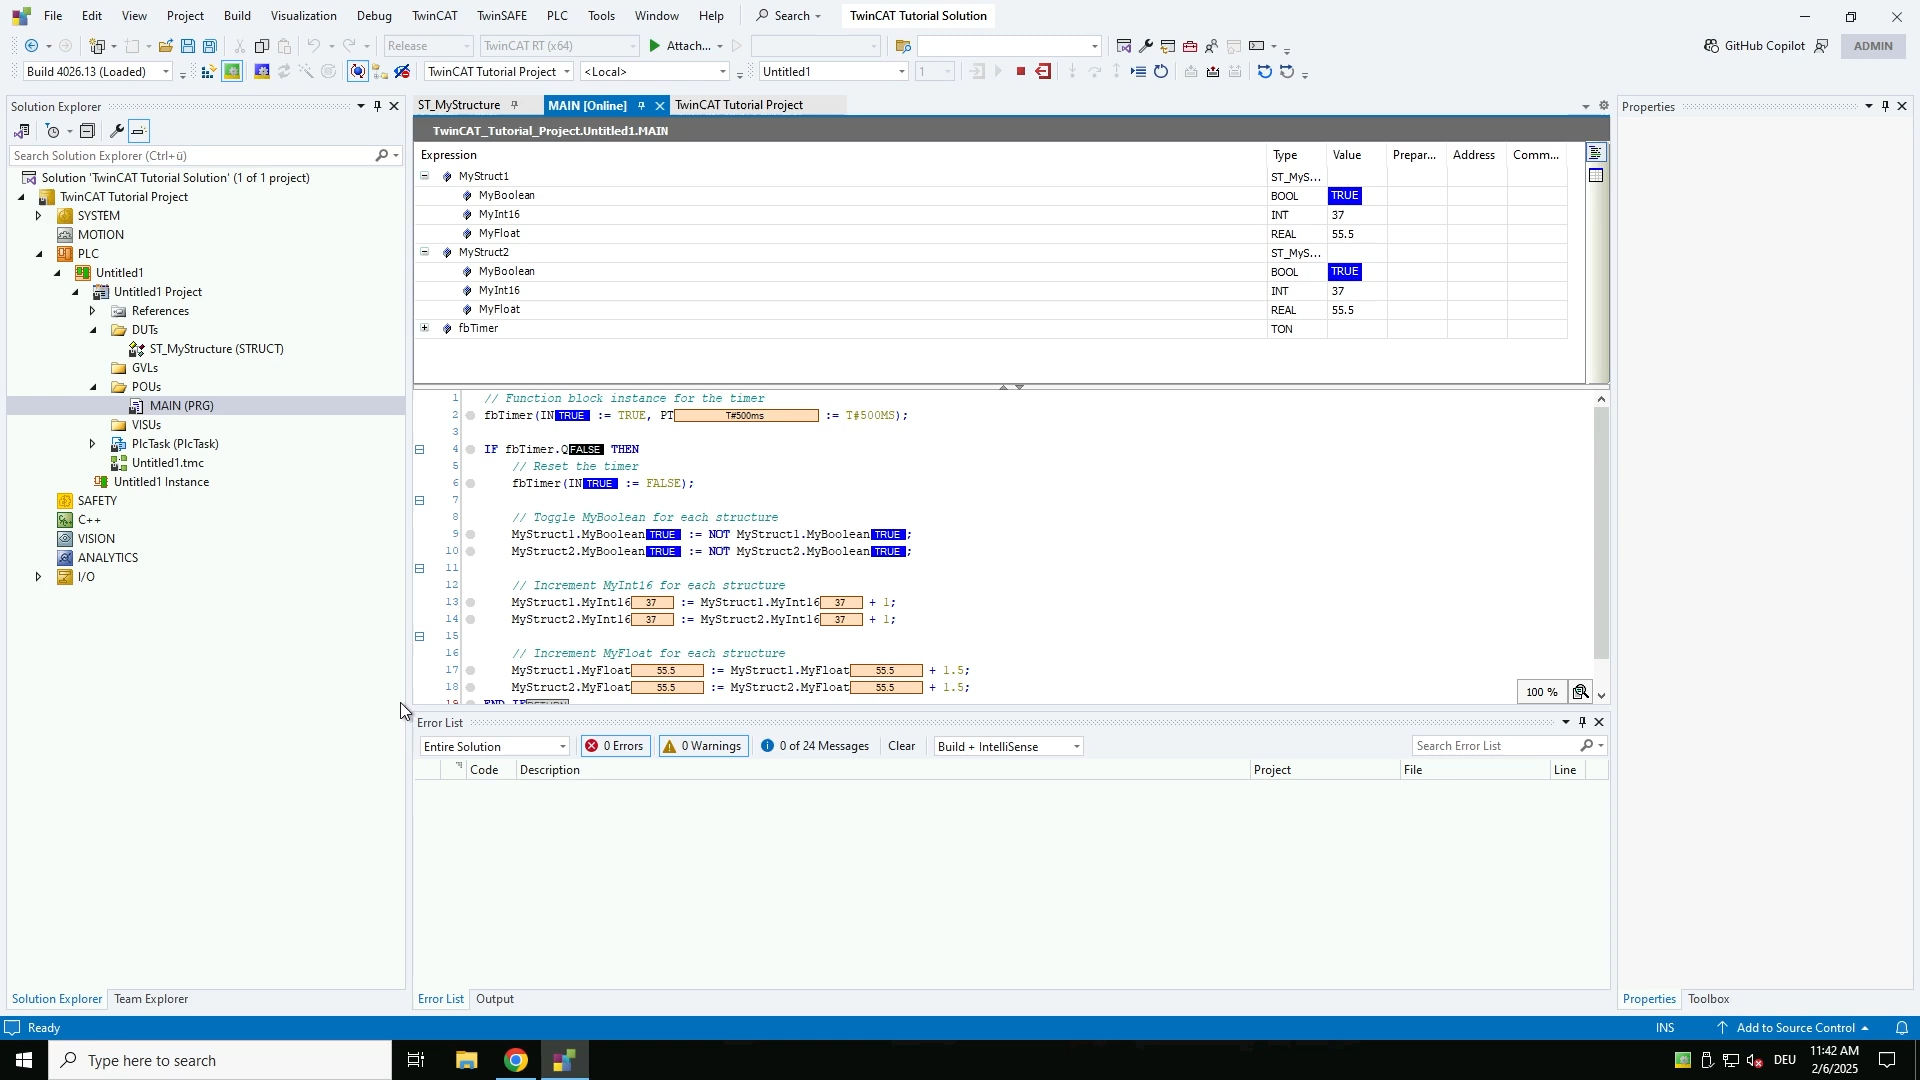 File Edit View Project Build Visualization Debug TwinCAT TwinSAFE PLC Tools Window Help Search TwinCAT Tutorial Solution
Release TwinCAT RT (x64) Attach... GitHub Copilot ADMIN
Build 4026.13 (Loaded) TwinCAT Tutorial Project <Local> Untitled1 1
Solution Explorer
Search Solution Explorer (Ctrl+ü)
Solution 'TwinCAT Tutorial Solution' (1 of 1 project)
TwinCAT Tutorial Project
SYSTEM
MOTION
PLC
Untitled1
Untitled1 Project
References
DUTs
ST_MyStructure (STRUCT)
GVLs
POUs
MAIN (PRG)
VISUs
PlcTask (PlcTask)
Untitled1.tmc
Untitled1 Instance
SAFETY
C++
VISION
ANALYTICS
I/O
Solution Explorer Team Explorer
ST_MyStructure MAIN [Online] TwinCAT Tutorial Project
TwinCAT_Tutorial_Project.Untitled1.MAIN
Expression Type Value Prepar... Address Comm...
MyStruct1 ST_MyS...
MyBoolean BOOL TRUE
MyInt16 INT 37
MyFloat REAL 55.5
MyStruct2 ST_MyS...
MyBoolean BOOL TRUE
MyInt16 INT 37
MyFloat REAL 55.5
fbTimer TON
1 // Function block instance for the timer
2 fbTimer(IN TRUE := TRUE, PT T#500ms := T#500MS);
3
4 IF fbTimer.Q FALSE THEN
5 // Reset the timer
6 fbTimer(IN TRUE := FALSE);
7
8 // Toggle MyBoolean for each structure
9 MyStruct1.MyBoolean TRUE := NOT MyStruct1.MyBoolean TRUE ;
10 MyStruct2.MyBoolean TRUE := NOT MyStruct2.MyBoolean TRUE ;
11
12 // Increment MyInt16 for each structure
13 MyStruct1.MyInt16 37 := MyStruct1.MyInt16 37 + 1;
14 MyStruct2.MyInt16 37 := MyStruct2.MyInt16 37 + 1;
15
16 // Increment MyFloat for each structure
17 MyStruct1.MyFloat 55.5 := MyStruct1.MyFloat 55.5 + 1.5;
18 MyStruct2.MyFloat 55.5 := MyStruct2.MyFloat 55.5 + 1.5;
19 END_IF RETURN
100 %
Error List
Entire Solution 0 Errors 0 Warnings 0 of 24 Messages Clear Build + IntelliSense Search Error List
Code Description Project File Line
Error List Output
Properties
Properties Toolbox
Ready INS Add to Source Control
Type here to search DEU 11:42 AM
2/6/2025